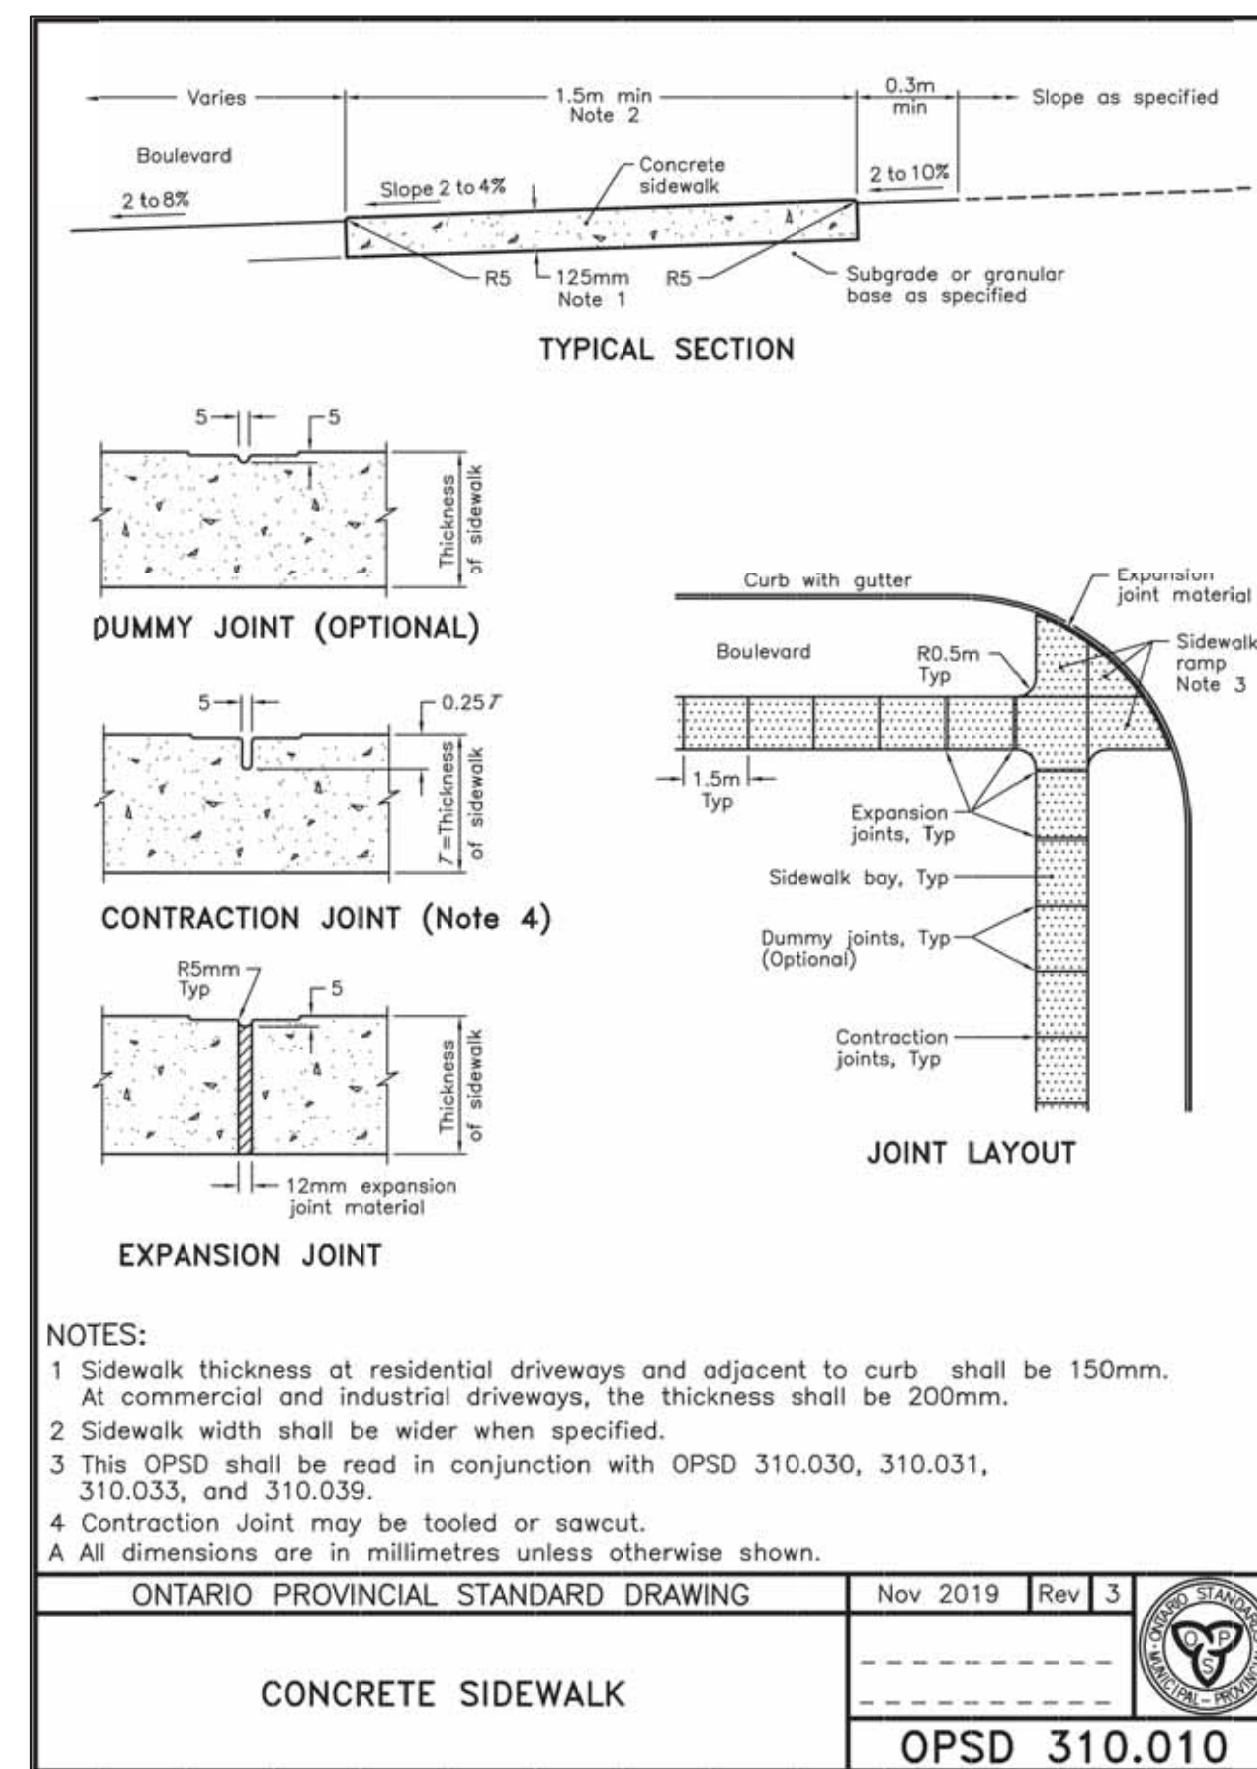 Varies
1.5m min
Note 2
0.3m
min
Slope as specified
Boulevard
2 to 8%
Slope 2 to 4%
Concrete
sidewalk
2 to 10%
R5
125mm
Note 1
R5
Subgrade or granular
base as specified
TYPICAL SECTION
5
5
Thickness
of sidewalk
DUMMY JOINT (OPTIONAL)
5
0.25T
T=Thickness
of sidewalk
CONTRACTION JOINT (Note 4)
R5mm
Typ
5
Thickness
of sidewalk
12mm expansion
joint material
EXPANSION JOINT
Curb with gutter
Expansion
joint material
Boulevard
R0.5m
Typ
Sidewalk
ramp
Note 3
1.5m
Typ
Expansion
joints, Typ
Sidewalk bay, Typ
Dummy joints, Typ
(Optional)
Contraction
joints, Typ
JOINT LAYOUT
NOTES:
1 Sidewalk thickness at residential driveways and adjacent to curb shall be 150mm.
At commercial and industrial driveways, the thickness shall be 200mm.
2 Sidewalk width shall be wider when specified.
3 This OPSD shall be read in conjunction with OPSD 310.030, 310.031,
310.033, and 310.039.
4 Contraction Joint may be tooled or sawcut.
A All dimensions are in millimetres unless otherwise shown.
ONTARIO PROVINCIAL STANDARD DRAWING
Nov 2019
Rev
3
CONCRETE SIDEWALK
O P
S
OPSD 310.010